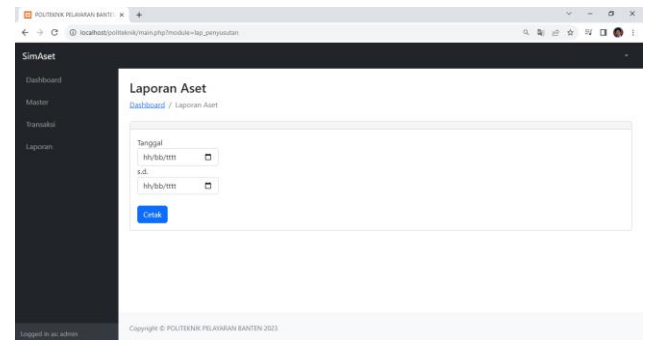 POLITEKNIK PELAYARAN BANTEN
localhost/politeknik/main.php?module=lap_penyusutan
SimAset
Dashboard
Master
Transaksi
Laporan
Laporan Aset
Dashboard / Laporan Aset
Tanggal
hh/bb/tttt
s.d.
hh/bb/tttt
Cetak
Logged in as: admin
Copyright © POLITEKNIK PELAYARAN BANTEN 2023